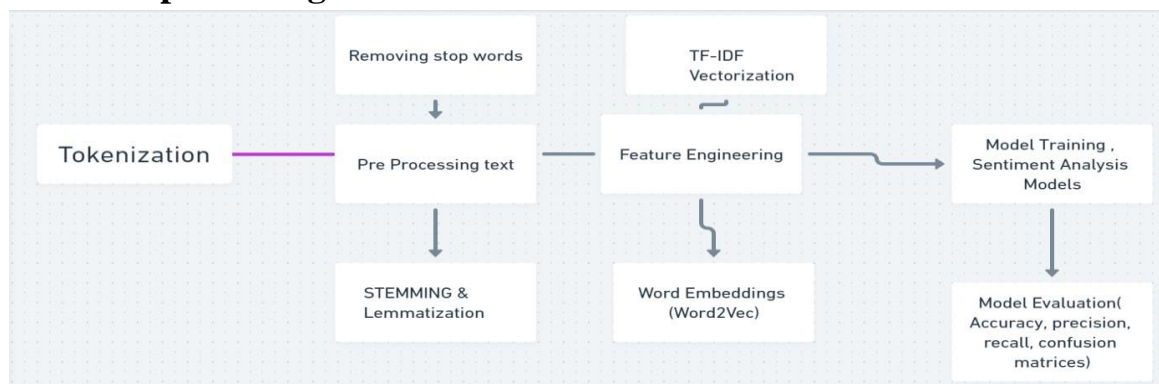 Removing stop words
TF-IDF
Vectorization
Tokenization
Pre Processing text
Feature Engineering
Model Training ,
Sentiment Analysis
Models
STEMMING &
Lemmatization
Word Embeddings
(Word2Vec)
Model Evaluation(
Accuracy, precision,
recall, confusion
matrices)